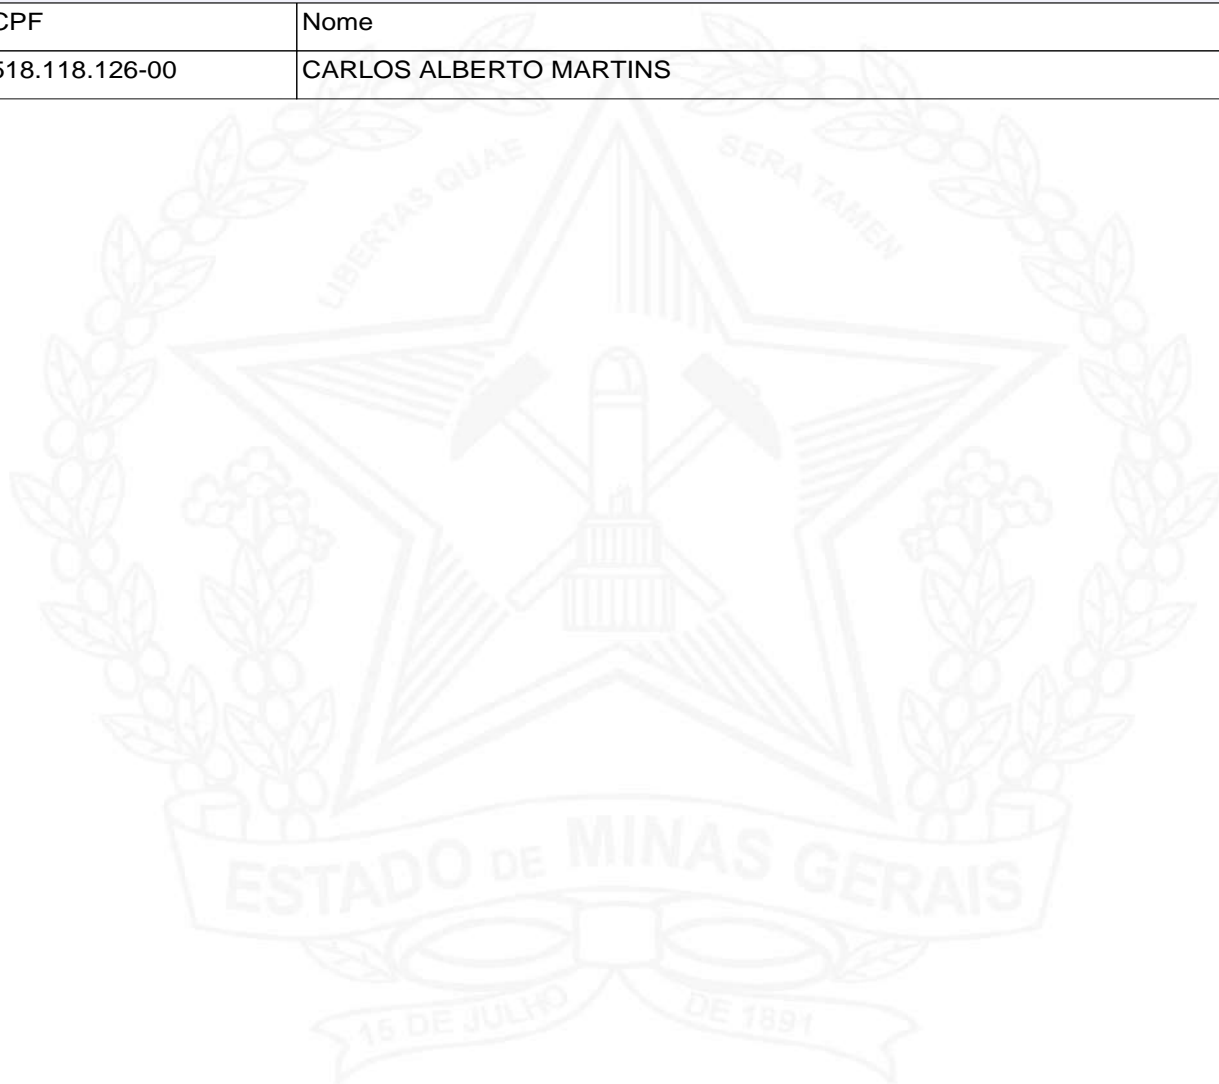 CPF Nome
518.118.126-00 CARLOS ALBERTO MARTINS
LIBERTAS QUAE SERA TAMEN
ESTADO DE MINAS GERAIS
15 DE JULHO DE 1891